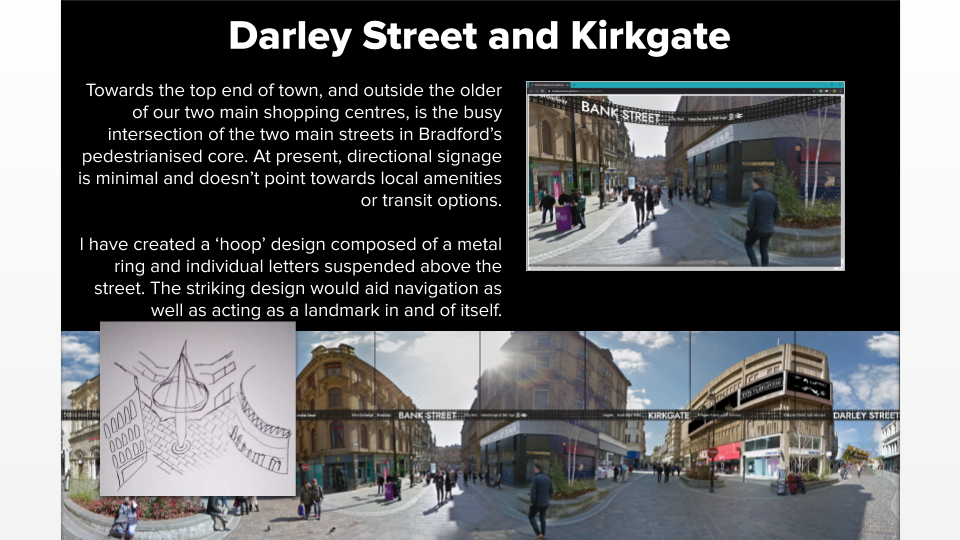 Darley Street and Kirkgate
Towards the top end of town, and outside the older
of our two main shopping centres, is the busy
intersection of the two main streets in Bradford’s
pedestrianised core. At present, directional signage
is minimal and doesn’t point towards local amenities
or transit options.
I have created a ‘hoop’ design composed of a metal
ring and individual letters suspended above the
street. The striking design would aid navigation as
well as acting as a landmark in and of itself.
BANK STREET
BANK STREET
KIRKGATE
DARLEY STREET